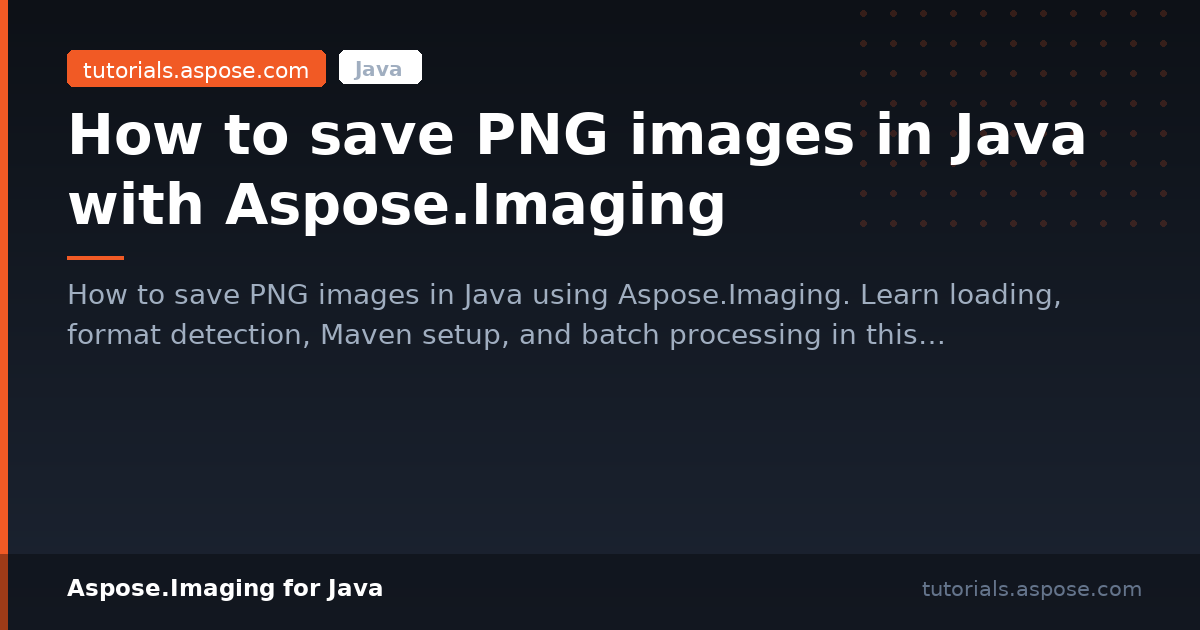 tutorials.aspose.com
Java
How to save PNG images in Java
with Aspose.Imaging
How to save PNG images in Java using Aspose.Imaging. Learn loading,
format detection, Maven setup, and batch processing in this…
Aspose.Imaging for Java
tutorials.aspose.com